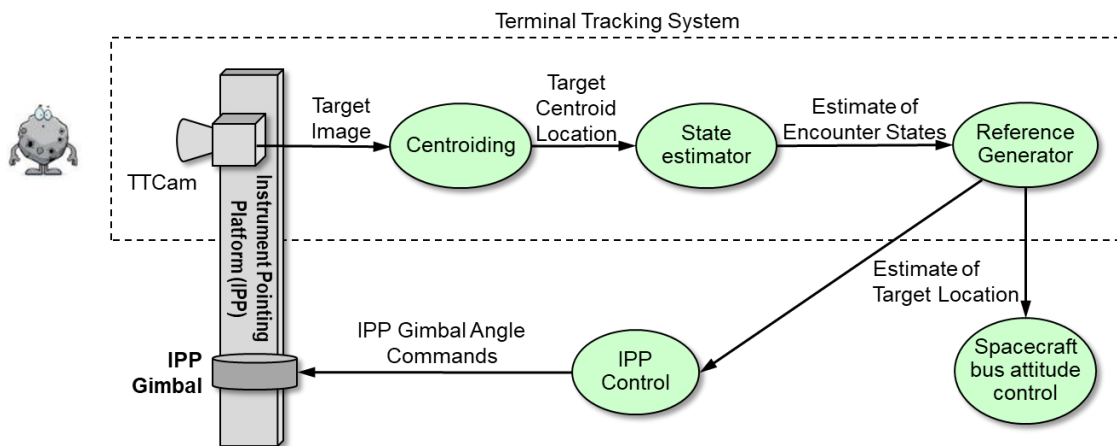 Terminal Tracking System
TTCam
Instrument Pointing
Platform (IPP)
Target
Image
Centroiding
Target
Centroid
Location
State
estimator
Estimate of
Encounter States
Reference
Generator
Estimate of
Target Location
Spacecraft
bus attitude
control
IPP
Control
IPP Gimbal Angle
Commands
IPP
Gimbal